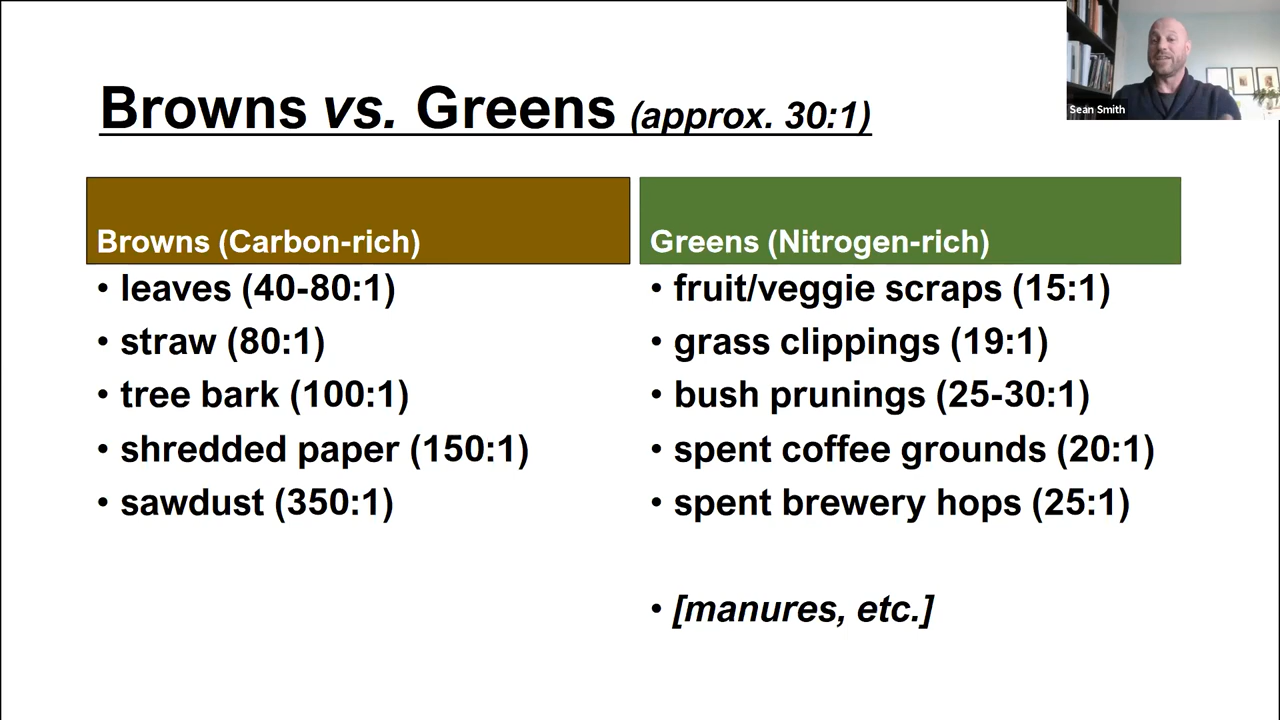 Browns vs. Greens (approx. 30:1)
Sean Smith
Browns (Carbon-rich)
• leaves (40-80:1)
• straw (80:1)
• tree bark (100:1)
• shredded paper (150:1)
• sawdust (350:1)
Greens (Nitrogen-rich)
• fruit/veggie scraps (15:1)
• grass clippings (19:1)
• bush prunings (25-30:1)
• spent coffee grounds (20:1)
• spent brewery hops (25:1)
• [manures, etc.]